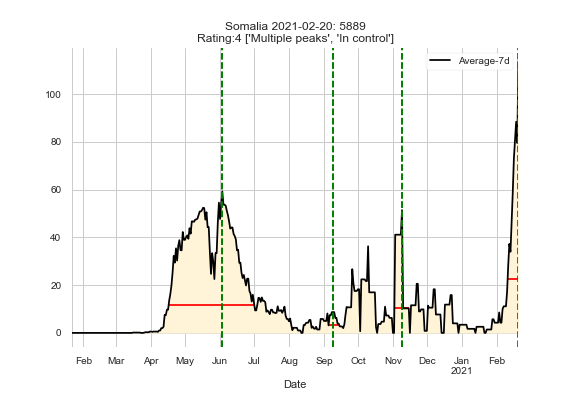 Somalia 2021-02-20: 5889
Rating:4 ['Multiple peaks', 'In control']
Average-7d
100
80
60
40
20
0
Feb Mar Apr May Jun Jul Aug Sep Oct Nov Dec Jan Feb
2021
Date